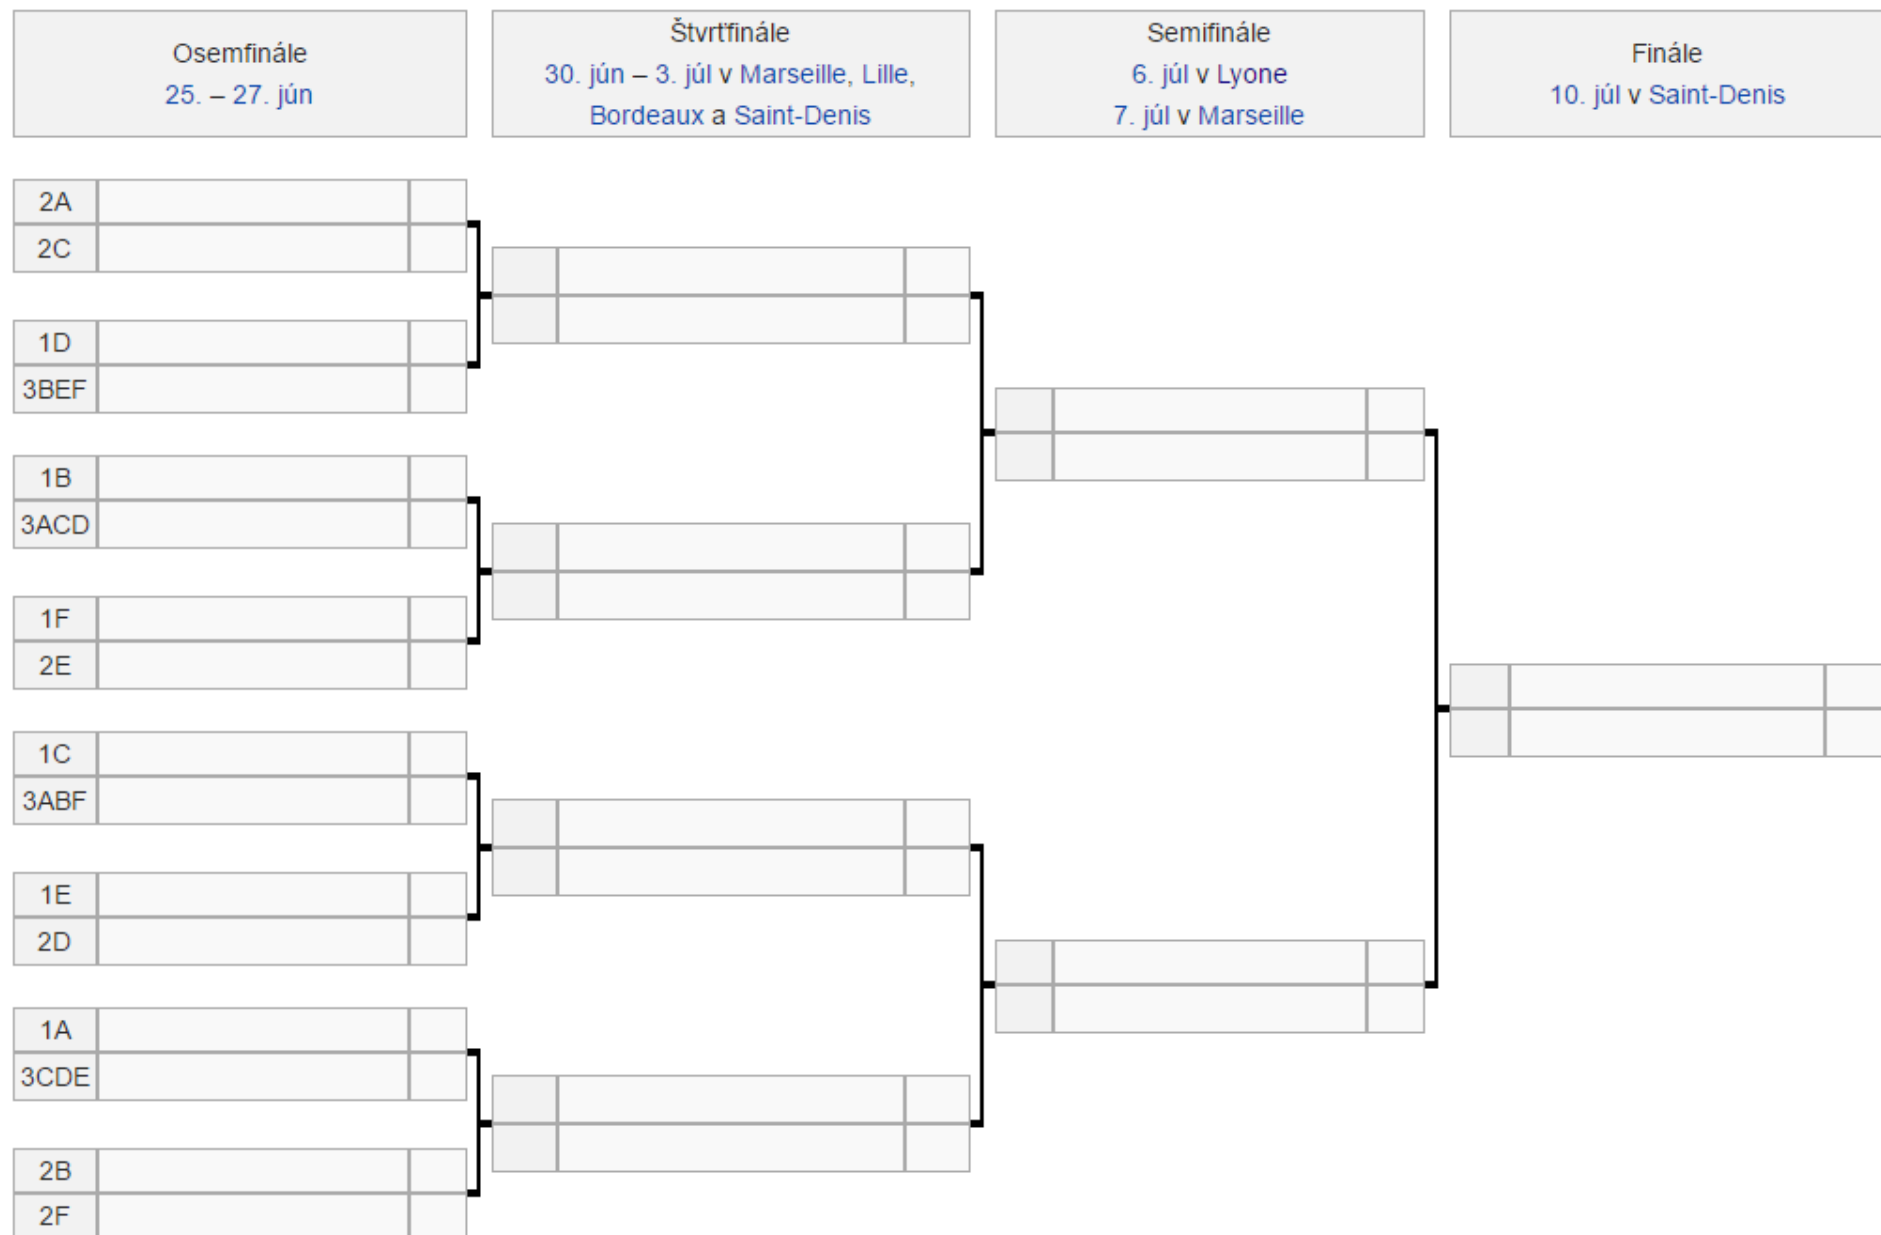 Osemfinále
25. – 27. jún
Štvrťfinále
30. jún – 3. júl v Marseille, Lille,
Bordeaux a Saint-Denis
Semifinále
6. júl v Lyone
7. júl v Marseille
Finále
10. júl v Saint-Denis
2A
2C
1D
3BEF
1B
3ACD
1F
2E
1C
3ABF
1E
2D
1A
3CDE
2B
2F